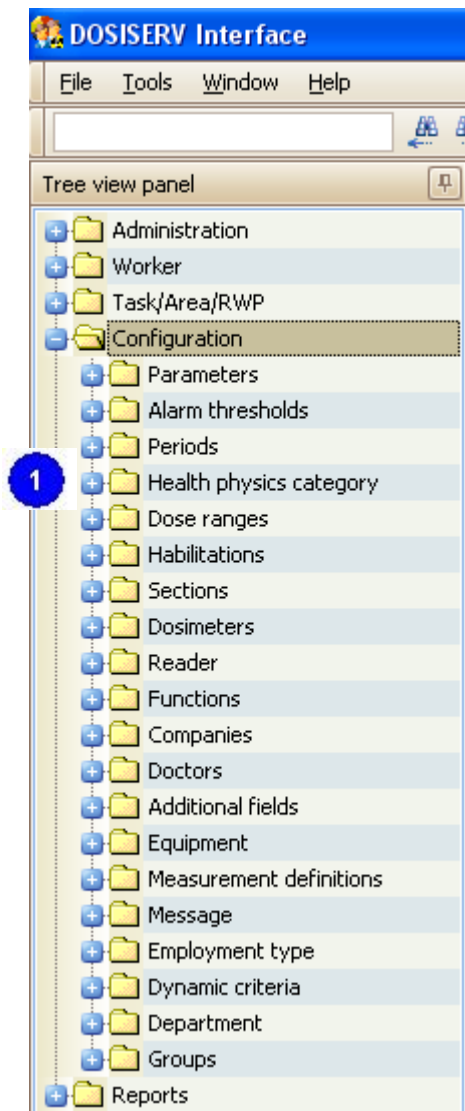 DOSISERV Interface
File Tools Window Help
Tree view panel
Administration
Worker
Task/Area/RWP
Configuration
Parameters
Alarm thresholds
Periods
1
Health physics category
Dose ranges
Habilitations
Sections
Dosimeters
Reader
Functions
Companies
Doctors
Additional fields
Equipment
Measurement definitions
Message
Employment type
Dynamic criteria
Department
Groups
Reports